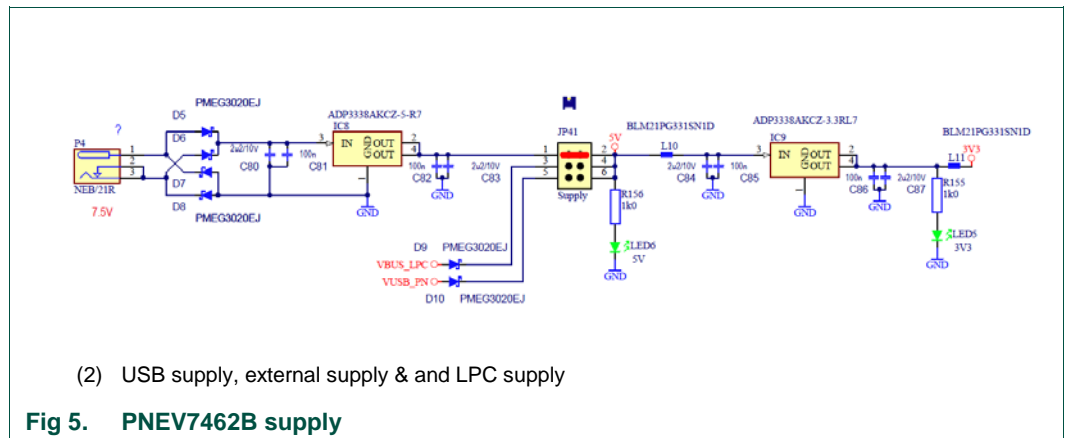 PMEG3020EJ
D5
D6
?
P4
1
2
3
NEB/21R
7.5V
D7
D8
PMEG3020EJ
2u2/10V
C80
100n
C81
ADP3338AKCZ-5-R7
IC8
3
IN
GND
OUT
OUT
2
4
1
GND
100n
C82
2u2/10V
C83
GND
M
JP41
1
3
5
2
4
6
Supply
5V
D9
PMEG3020EJ
VBUS_LPC
VUSB_PN
D10
PMEG3020EJ
R156
1k0
LED6
5V
GND
BLM21PG331SN1D
L10
2u2/10V
C84
100n
C85
GND
ADP3338AKCZ-3.3RL7
IC9
3
IN
GND
OUT
OUT
2
4
1
GND
100n
C86
2u2/10V
C87
GND
BLM21PG331SN1D
L11
3V3
R155
1k0
LED5
3V3
GND
(2) USB supply, external supply & and LPC supply
Fig 5. PNEV7462B supply